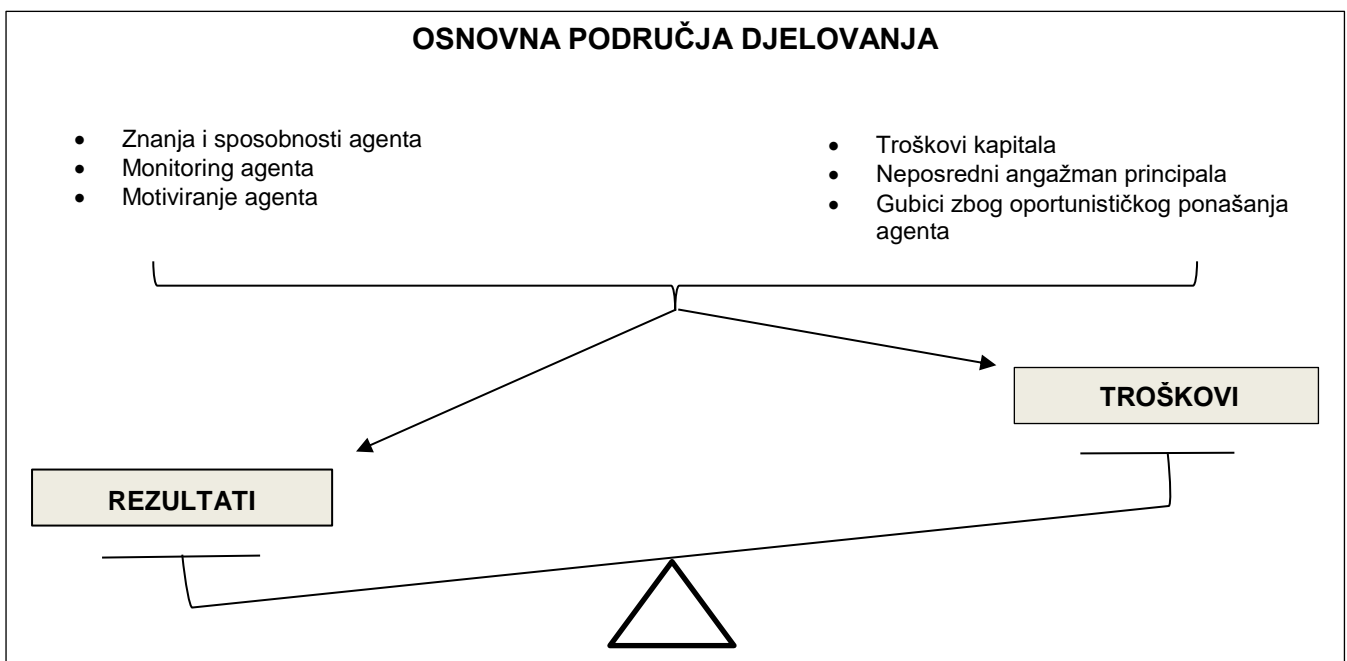 OSNOVNA PODRUČJA DJELOVANJA
• Znanja i sposobnosti agenta
• Monitoring agenta
• Motiviranje agenta
• Troškovi kapitala
• Neposredni angažman principala
• Gubici zbog oportunističkog ponašanja
agenta
TROŠKOVI
REZULTATI